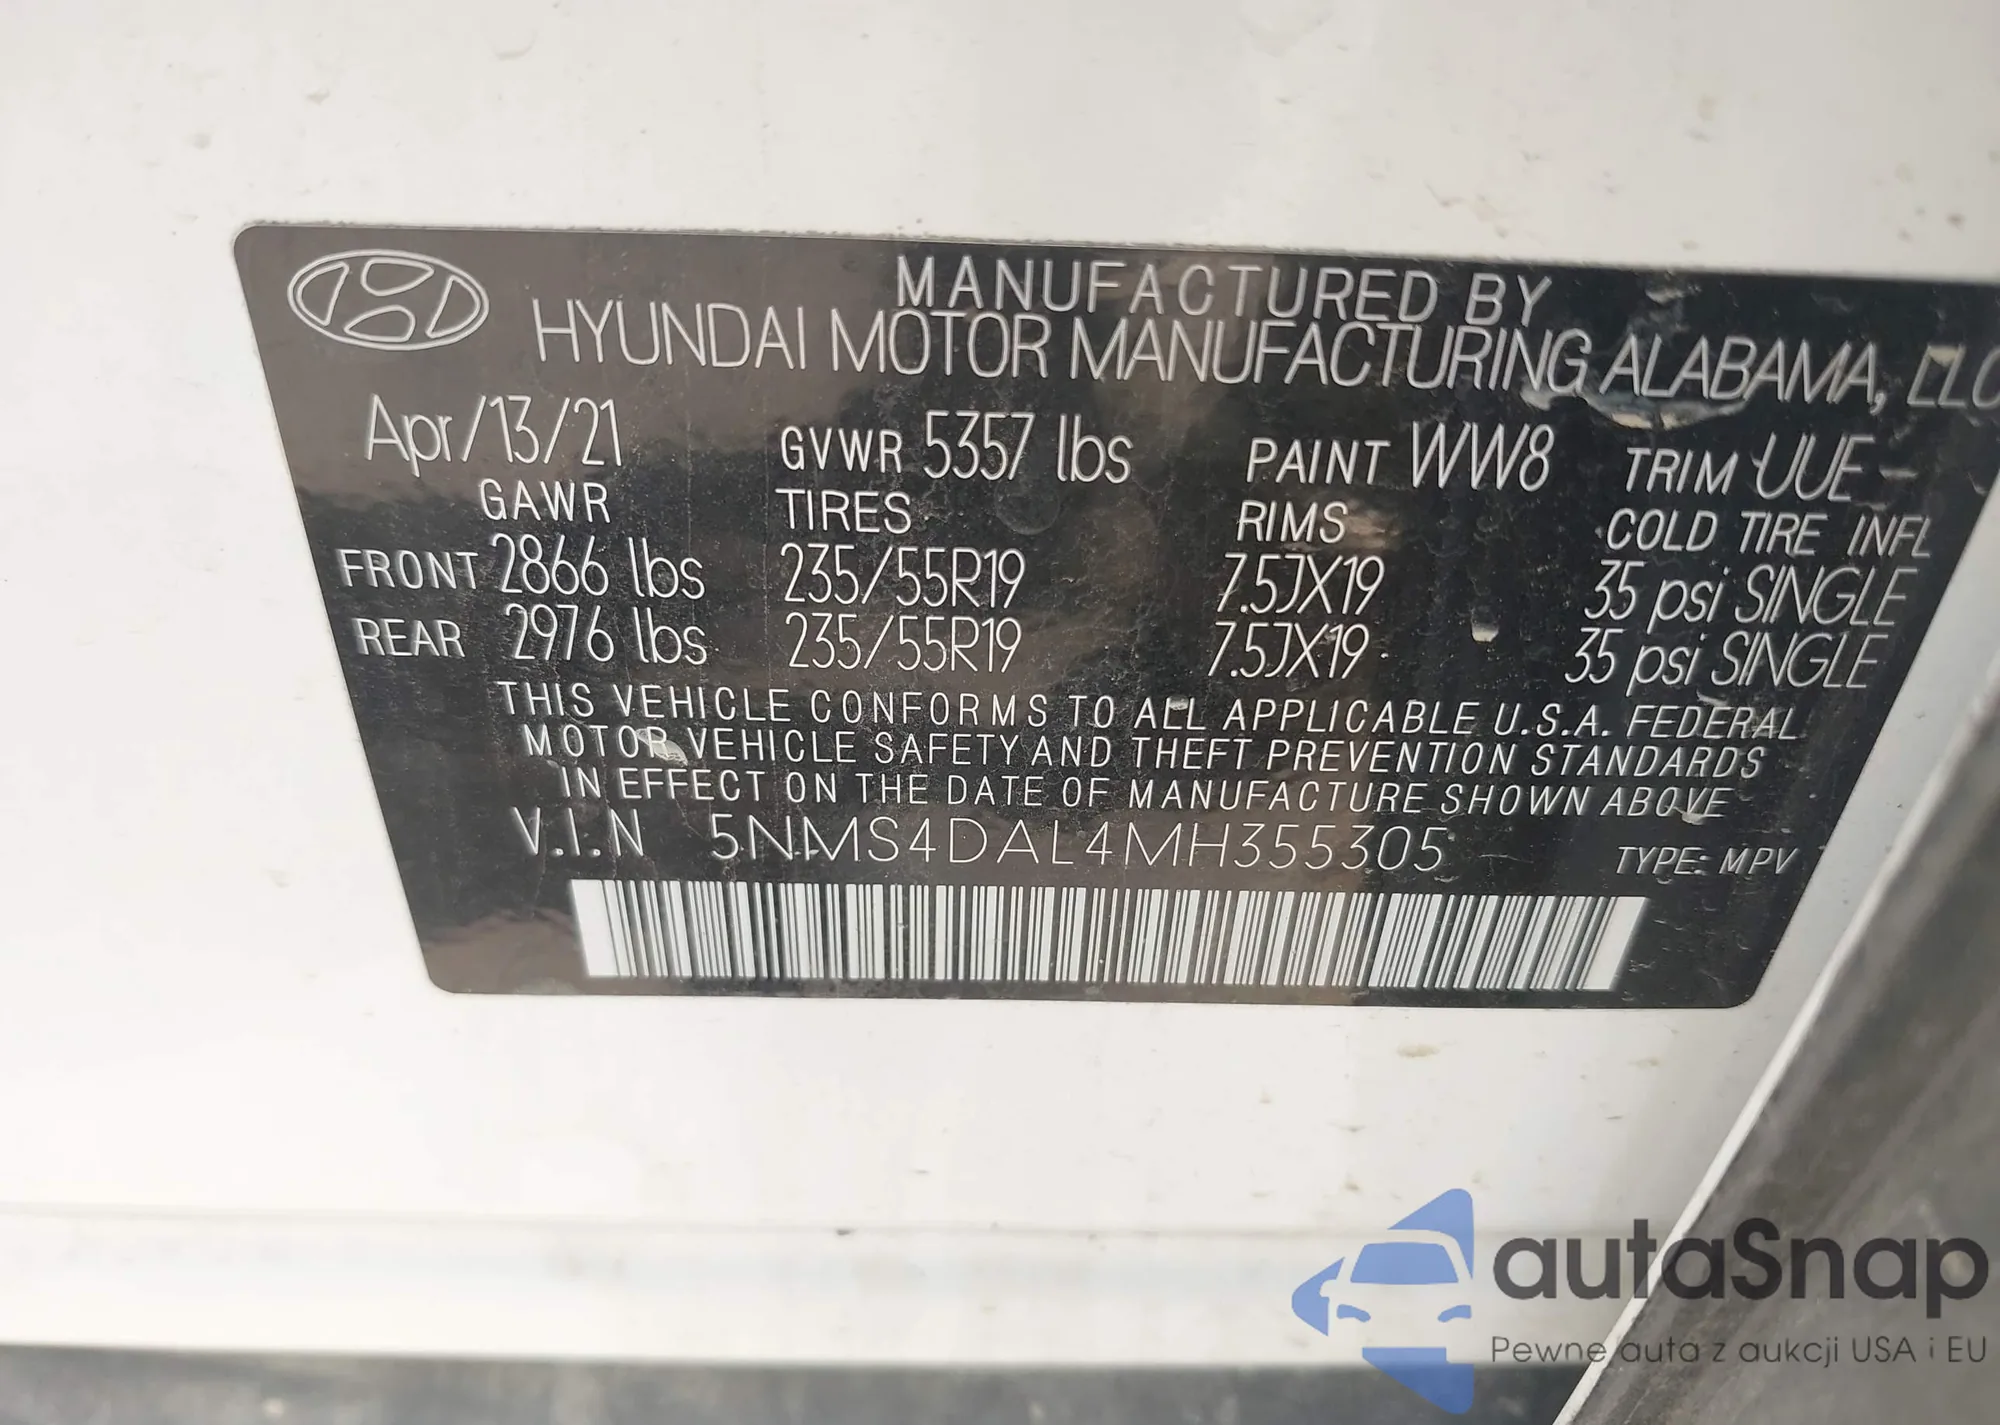 MANUFACTURED BY
HYUNDAI MOTOR MANUFACTURING ALABAMA, LLC
Apr/13/21 GVWR 5357 lbs PAINT WW8 TRIM UUE
GAWR TIRES RIMS COLD TIRE INFL
FRONT 2866 lbs 235/55R19 7.5JX19 35 psi SINGLE
REAR 2976 lbs 235/55R19 7.5JX19 35 psi SINGLE
THIS VEHICLE CONFORMS TO ALL APPLICABLE U.S.A. FEDERAL
MOTOR VEHICLE SAFETY AND THEFT PREVENTION STANDARDS
IN EFFECT ON THE DATE OF MANUFACTURE SHOWN ABOVE
V.I.N 5NMS4DAL4MH355305 TYPE: MPV
autaSnap
Pewne auta z aukcji USA i EU